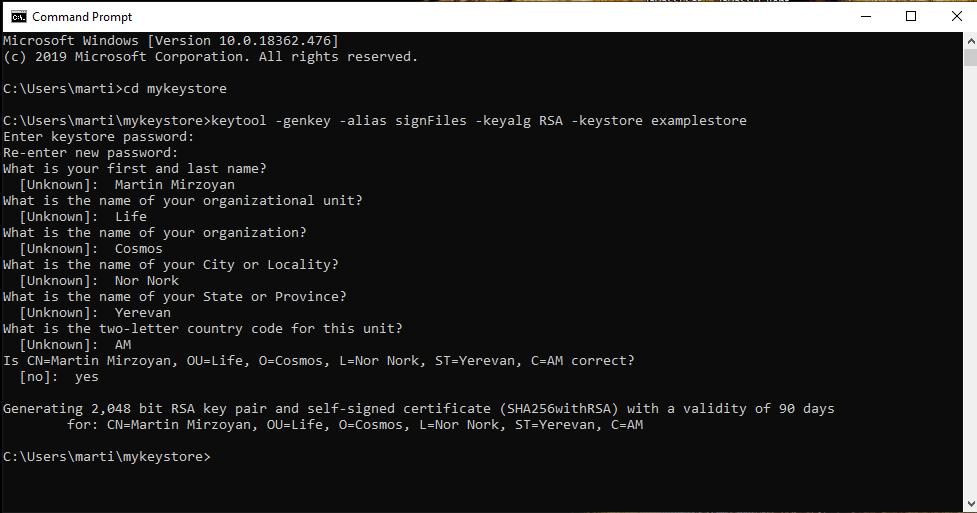 Command Prompt
Microsoft Windows [Version 10.0.18362.476]
(c) 2019 Microsoft Corporation. All rights reserved.
C:\Users\marti>cd mykeystore
C:\Users\marti\mykeystore>keytool -genkey -alias signFiles -keyalg RSA -keystore examplestore
Enter keystore password:
Re-enter new password:
What is your first and last name?
  [Unknown]:  Martin Mirzoyan
What is the name of your organizational unit?
  [Unknown]:  Life
What is the name of your organization?
  [Unknown]:  Cosmos
What is the name of your City or Locality?
  [Unknown]:  Nor Nork
What is the name of your State or Province?
  [Unknown]:  Yerevan
What is the two-letter country code for this unit?
  [Unknown]:  AM
Is CN=Martin Mirzoyan, OU=Life, O=Cosmos, L=Nor Nork, ST=Yerevan, C=AM correct?
  [no]:  yes
Generating 2,048 bit RSA key pair and self-signed certificate (SHA256withRSA) with a validity of 90 days
        for: CN=Martin Mirzoyan, OU=Life, O=Cosmos, L=Nor Nork, ST=Yerevan, C=AM
C:\Users\marti\mykeystore>